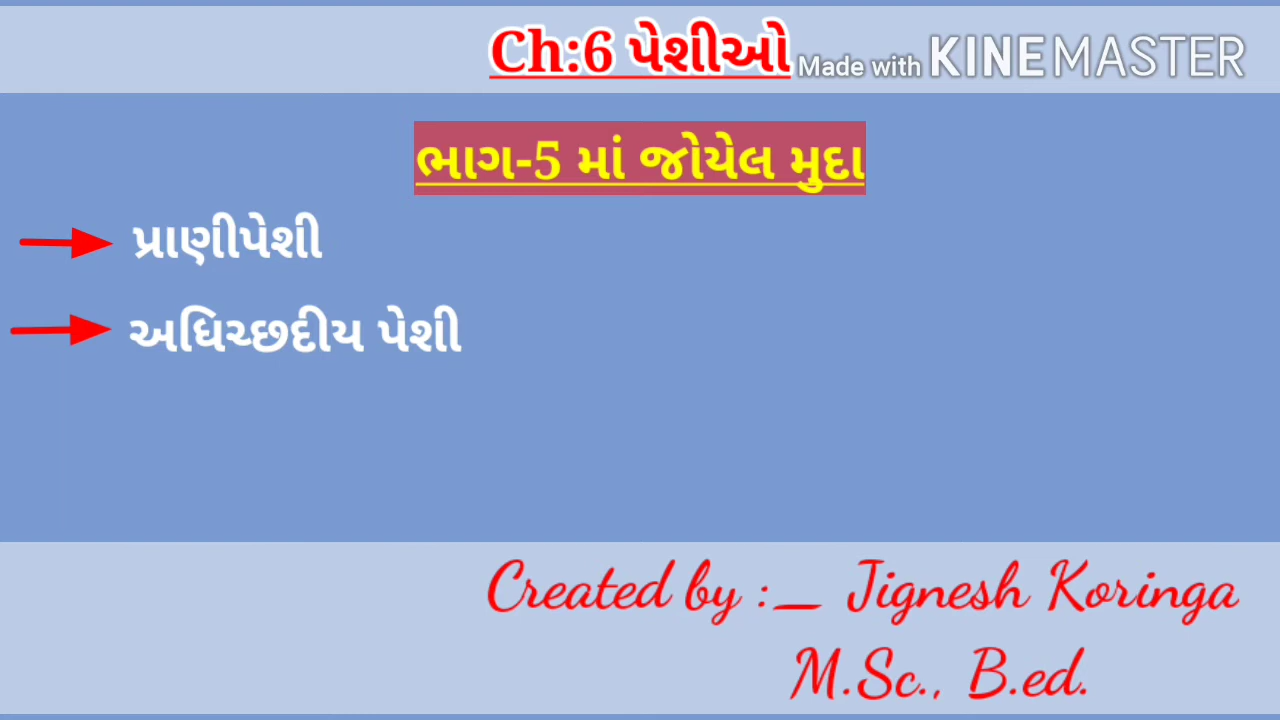 Ch:6 પેશીઓ Made with KINEMASTER
ભાગ-5 માં જોયેલ મુદા
પ્રાણીપેશી
અધિચ્છદીય પેશી
Created by :_ Jignesh Koringa
M.Sc., B.ed.